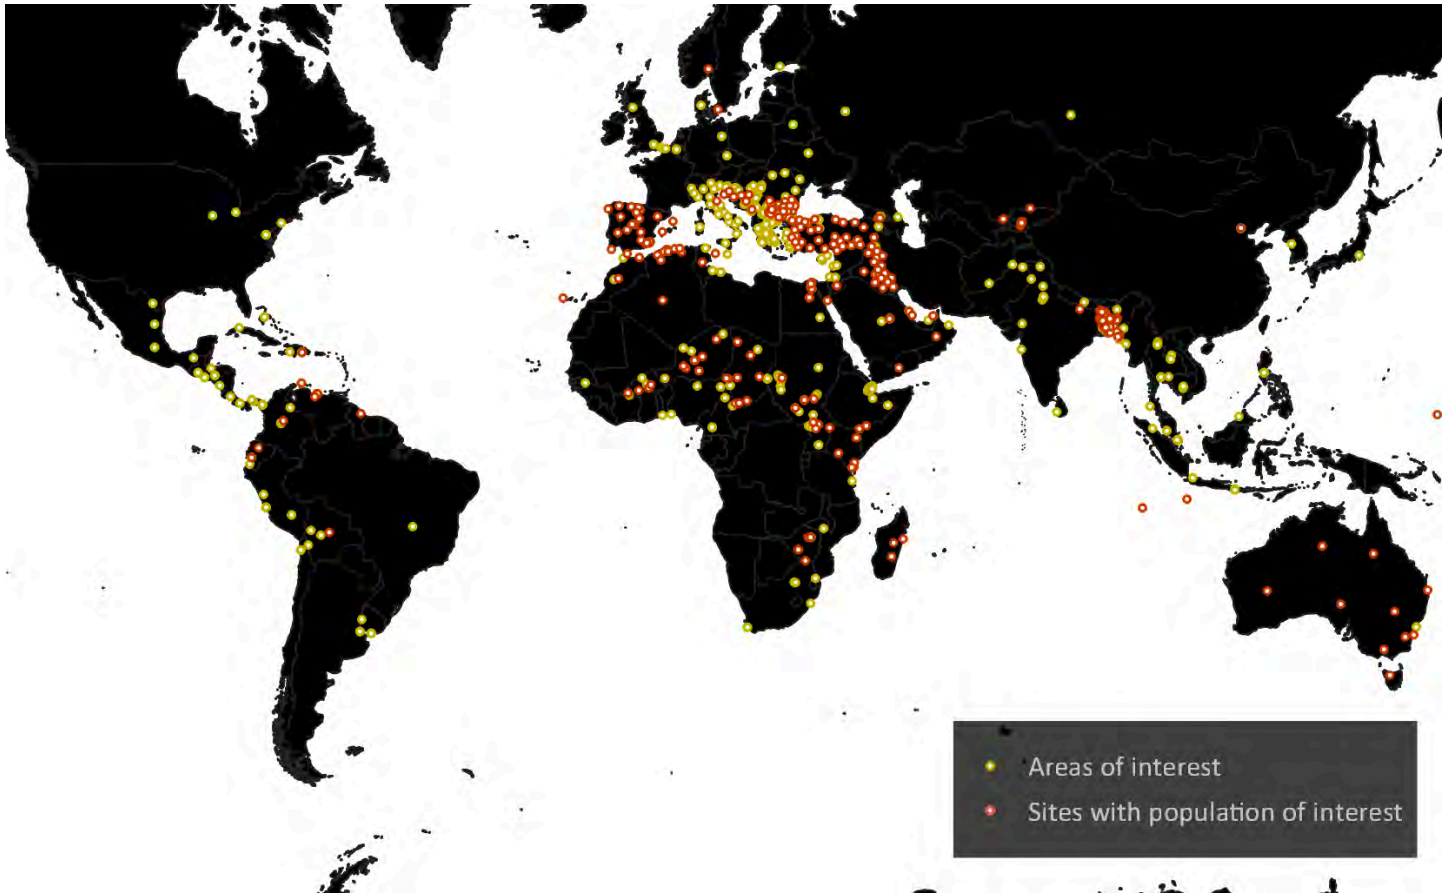 Areas of interest
Sites with population of interest